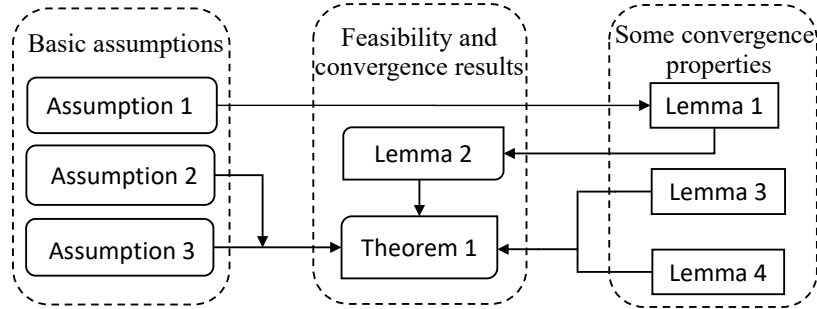 Basic assumptions
Assumption 1
Assumption 2
Assumption 3
Feasibility and
convergence results
Lemma 2
Theorem 1
Some convergence
properties
Lemma 1
Lemma 3
Lemma 4